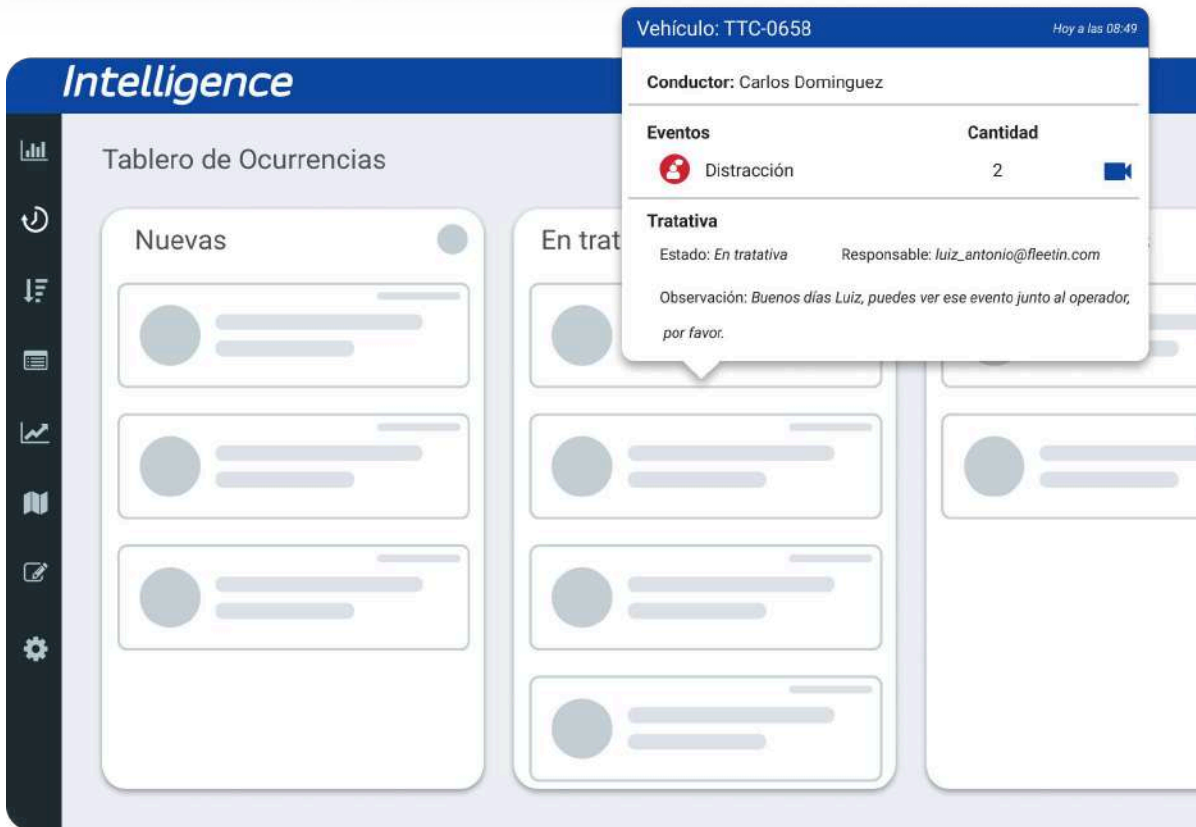 Vehículo: TTC-0658 Hoy a las 08:49
Intelligence
Conductor: Carlos Dominguez
Eventos Cantidad
Distracción 2
Tablero de Ocurrencias
Tratativa
Estado: En tratativa Responsable: luiz_antonio@fleetin.com
Observación: Buenos días Luiz, puedes ver ese evento junto al operador,
por favor.
Nuevas
En trat